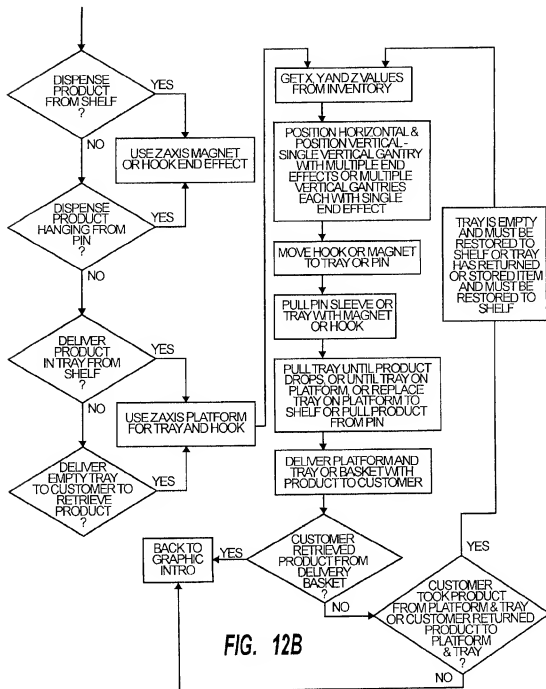 DISPENSE
PRODUCT
FROM SHELF
?
YES
NO
USE Z AXIS MAGNET
OR HOOK END EFFECT
DISPENSE
PRODUCT
HANGING FROM
PIN
?
YES
NO
DELIVER
PRODUCT
IN TRAY FROM
SHELF
?
YES
NO
USE Z AXIS PLATFORM
FOR TRAY AND HOOK
DELIVER
EMPTY TRAY
TO CUSTOMER TO
RETRIEVE
PRODUCT
?
YES
GET X, Y AND Z VALUES
FROM INVENTORY
POSITION HORIZONTAL &
POSITION VERTICAL-
SINGLE VERTICAL GANTRY
WITH MULTIPLE END
EFFECTS OR MULTIPLE
VERTICAL GANTRIES
EACH WITH SINGLE
END EFFECT
MOVE HOOK OR MAGNET
TO TRAY OR PIN
PULL PIN SLEEVE OR
TRAY WITH MAGNET
OR HOOK
PULL TRAY UNTIL PRODUCT
DROPS, OR UNTIL TRAY ON
PLATFORM, OR REPLACE
TRAY ON PLATFORM TO
SHELF OR PULL PRODUCT
FROM PIN
DELIVER PLATFORM AND
TRAY OR BASKET WITH
PRODUCT TO CUSTOMER
CUSTOMER
RETRIEVED
PRODUCT FROM
DELIVERY
BASKET
?
YES
NO
BACK TO
GRAPHIC
INTRO
TRAY IS EMPTY
AND MUST BE
RESTORED TO
SHELF OR TRAY
HAS RETURNED
OR STORED ITEM
AND MUST BE
RESTORED TO
SHELF
YES
CUSTOMER
TOOK PRODUCT
FROM PLATFORM & TRAY
OR CUSTOMER RETURNED
PRODUCT TO
PLATFORM
& TRAY
?
NO
FIG. 12B